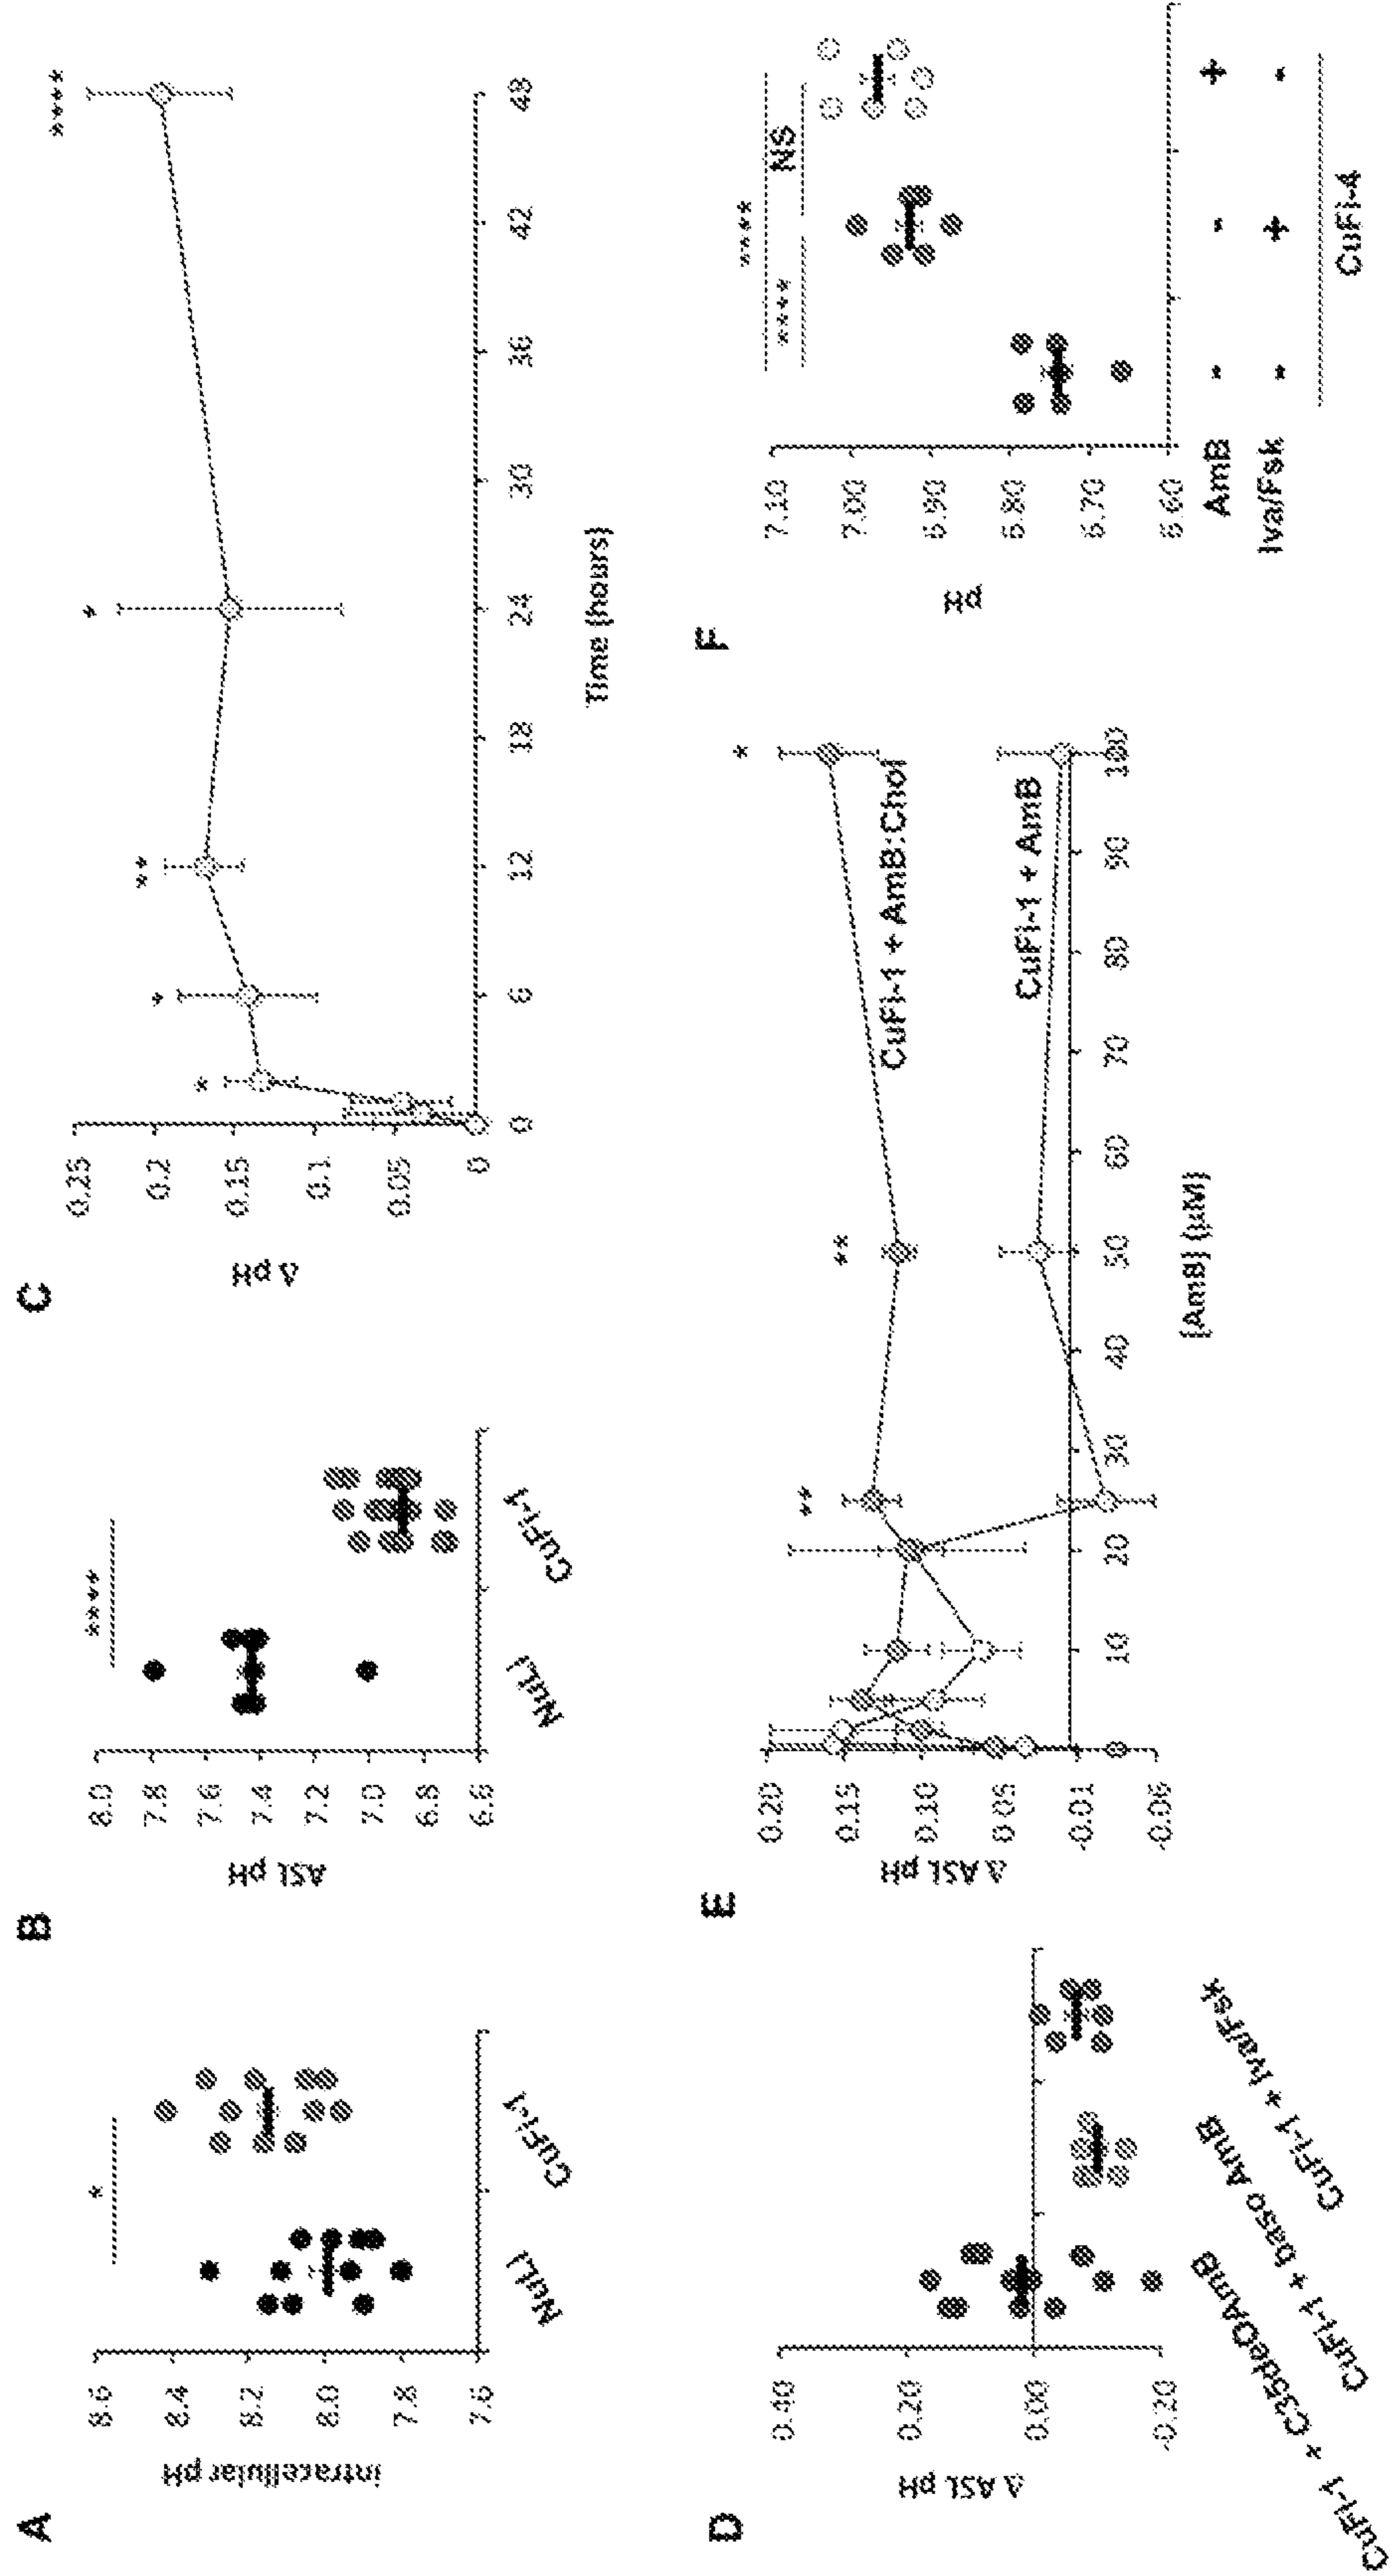 A
intracellular pH
8.6
8.4
8.2
8.0
7.8
7.6
*
NuLi
CuFi-1
B
ASL pH
8.0
7.8
7.6
7.4
7.2
7.0
6.8
6.6
****
NuLi
CuFi-1
C
Δ pH
0.25
0.2
0.15
0.1
0.05
0
* * ** * ****
0 6 12 18 24 30 36 42 48
Time (hours)
D
Δ ASL pH
0.40
0.20
0.00
-0.20
CuFi-1 + C35deOAmB
CuFi-1 + baso AmB
CuFi-1 + Iva/Fsk
E
Δ ASL pH
0.20
0.15
0.10
0.05
-0.01
-0.06
** ** *
CuFi-1 + AmB:Chol
CuFi-1 + AmB
0 10 20 30 40 50 60 70 80 90 100
[AmB] (µM)
F
pH
7.10
7.00
6.90
6.80
6.70
6.60
****
**** NS
AmB - - +
Iva/Fsk - + -
CuFi-4